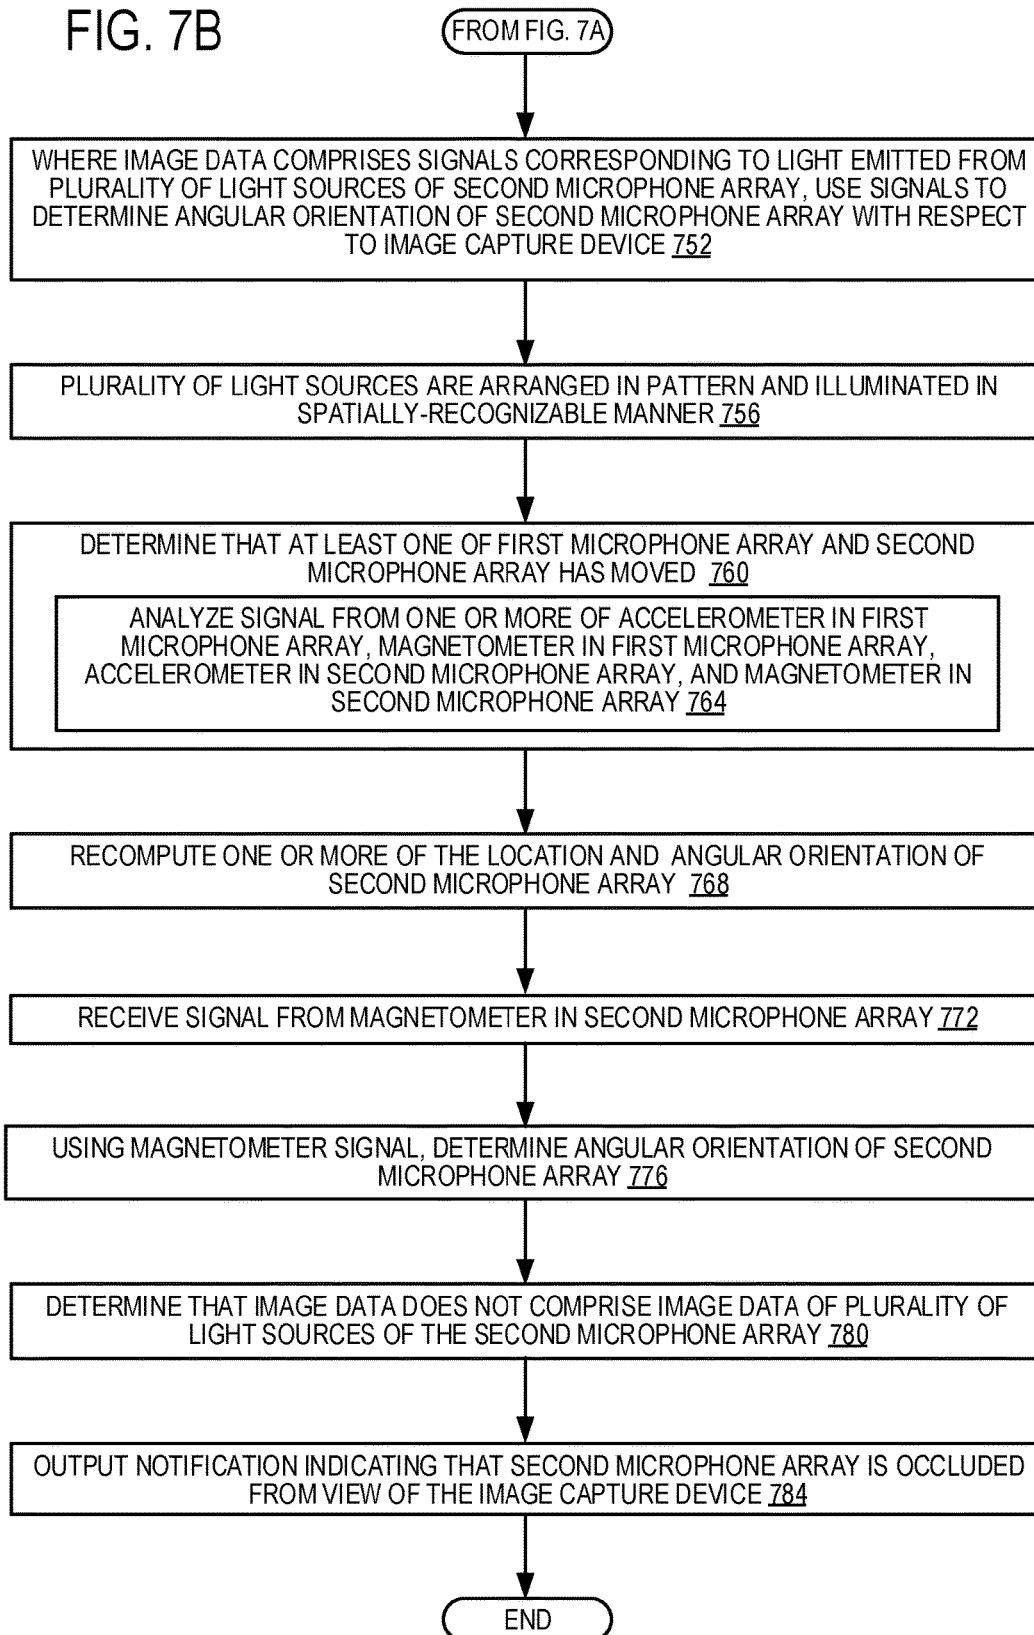 FIG. 7B
FROM FIG. 7A
WHERE IMAGE DATA COMPRISES SIGNALS CORRESPONDING TO LIGHT EMITTED FROM
PLURALITY OF LIGHT SOURCES OF SECOND MICROPHONE ARRAY, USE SIGNALS TO
DETERMINE ANGULAR ORIENTATION OF SECOND MICROPHONE ARRAY WITH RESPECT
TO IMAGE CAPTURE DEVICE 752
PLURALITY OF LIGHT SOURCES ARE ARRANGED IN PATTERN AND ILLUMINATED IN
SPATIALLY-RECOGNIZABLE MANNER 756
DETERMINE THAT AT LEAST ONE OF FIRST MICROPHONE ARRAY AND SECOND
MICROPHONE ARRAY HAS MOVED 760
ANALYZE SIGNAL FROM ONE OR MORE OF ACCELEROMETER IN FIRST
MICROPHONE ARRAY, MAGNETOMETER IN FIRST MICROPHONE ARRAY,
ACCELEROMETER IN SECOND MICROPHONE ARRAY, AND MAGNETOMETER IN
SECOND MICROPHONE ARRAY 764
RECOMPUTE ONE OR MORE OF THE LOCATION AND ANGULAR ORIENTATION OF
SECOND MICROPHONE ARRAY 768
RECEIVE SIGNAL FROM MAGNETOMETER IN SECOND MICROPHONE ARRAY 772
USING MAGNETOMETER SIGNAL, DETERMINE ANGULAR ORIENTATION OF SECOND
MICROPHONE ARRAY 776
DETERMINE THAT IMAGE DATA DOES NOT COMPRISE IMAGE DATA OF PLURALITY OF
LIGHT SOURCES OF THE SECOND MICROPHONE ARRAY 780
OUTPUT NOTIFICATION INDICATING THAT SECOND MICROPHONE ARRAY IS OCCLUDED
FROM VIEW OF THE IMAGE CAPTURE DEVICE 784
END